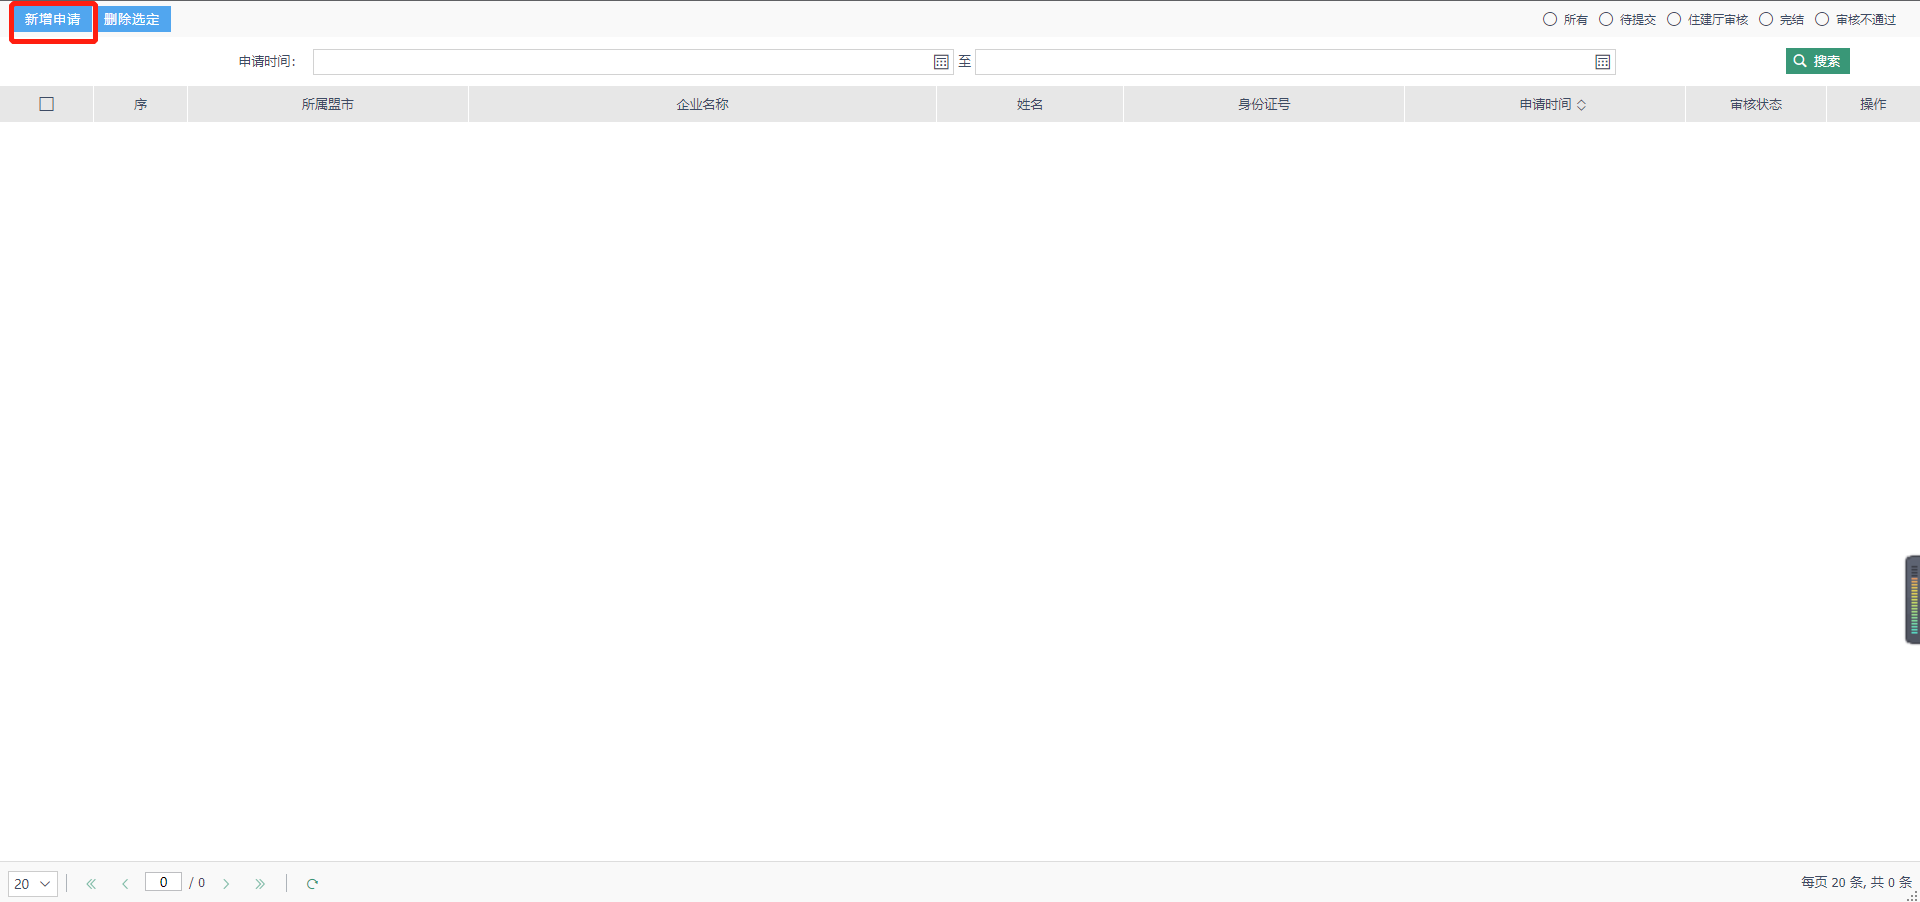 新增申请 删除选定 所有 待提交 住建厅审核 完结 审核不通过
申请时间： 至 搜索
序 所属盟市 企业名称 姓名 身份证号 申请时间 审核状态 操作
20 0 / 0 每页 20 条, 共 0 条